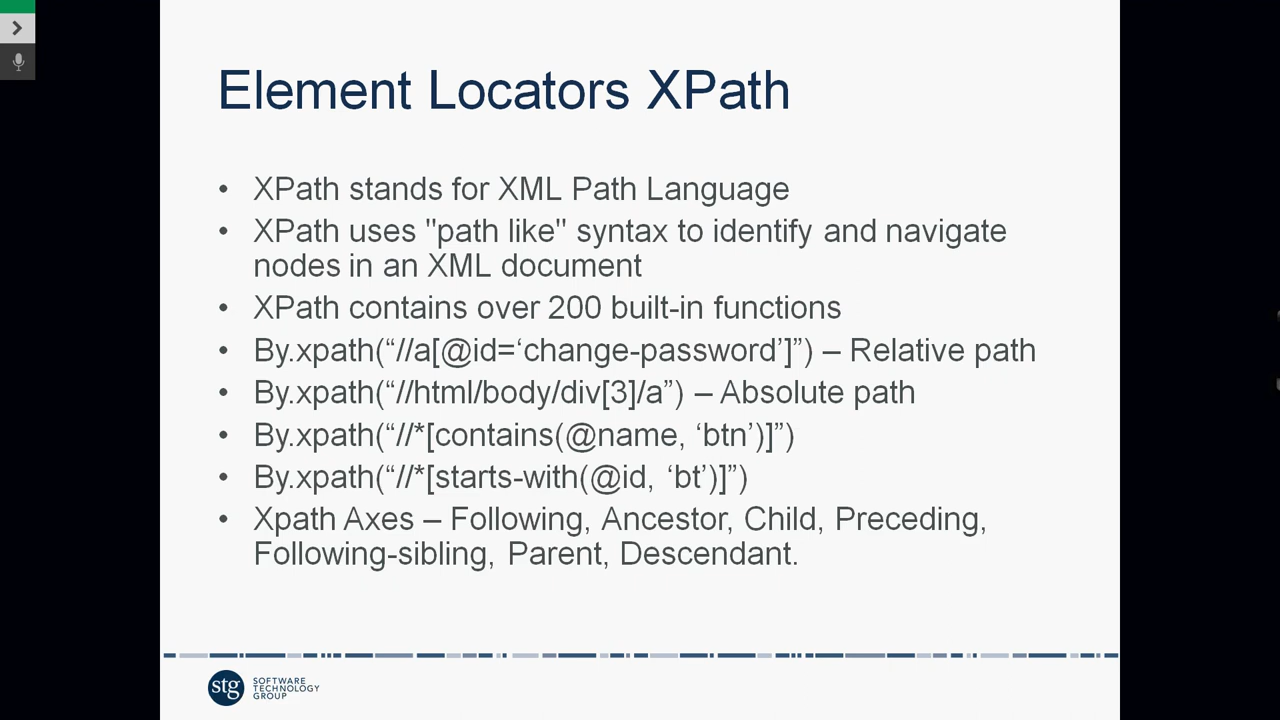 Element Locators XPath
• XPath stands for XML Path Language
• XPath uses "path like" syntax to identify and navigate
nodes in an XML document
• XPath contains over 200 built-in functions
• By.xpath(“//a[@id=‘change-password’]”) – Relative path
• By.xpath(“//html/body/div[3]/a”) – Absolute path
• By.xpath(“//*[contains(@name, ‘btn’)]”)
• By.xpath(“//*[starts-with(@id, ‘bt’)]”)
• Xpath Axes – Following, Ancestor, Child, Preceding,
Following-sibling, Parent, Descendant.
stg
SOFTWARE
TECHNOLOGY
GROUP